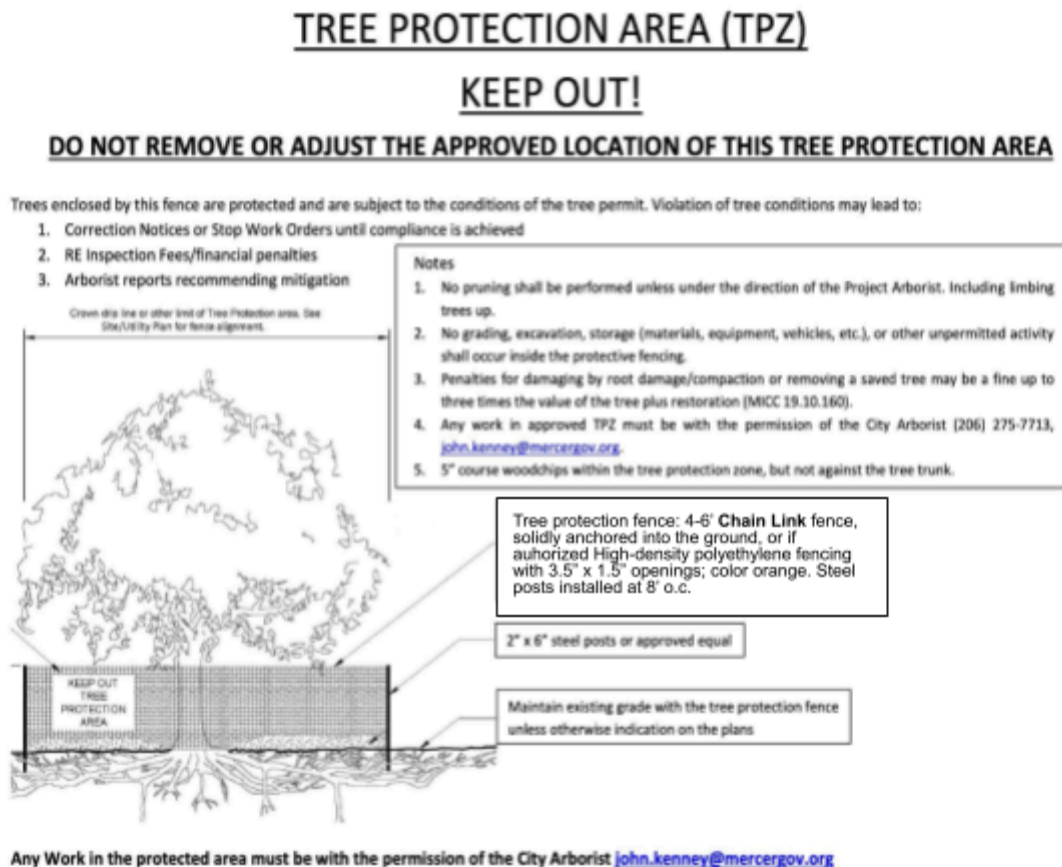 TREE PROTECTION AREA (TPZ)
KEEP OUT!
DO NOT REMOVE OR ADJUST THE APPROVED LOCATION OF THIS TREE PROTECTION AREA
Trees enclosed by this fence are protected and are subject to the conditions of the tree permit. Violation of tree conditions may lead to:
1. Correction Notices or Stop Work Orders until compliance is achieved
2. RE Inspection Fees/financial penalties
3. Arborist reports recommending mitigation
Notes
1. No pruning shall be performed unless under the direction of the Project Arborist. Including limbing
trees up.
2. No grading, excavation, storage (materials, equipment, vehicles, etc.), or other unpermitted activity
shall occur inside the protective fencing.
3. Penalties for damaging by root damage/compaction or removing a saved tree may be a fine up to
three times the value of the tree plus restoration (MICC 19.10.160).
4. Any work in approved TPZ must be with the permission of the City Arborist (206) 275-7713,
john.kenney@mercergov.org.
5. 5" course woodchips within the tree protection zone, but not against the tree trunk.
Crown drip line or other limit of Tree Protection area. See
Site/Utility Plan for fence alignment.
Tree protection fence: 4-6' Chain Link fence,
solidly anchored into the ground, or if
auhorized High-density polyethylene fencing
with 3.5" x 1.5" openings; color orange. Steel
posts installed at 8' o.c.
2" x 6" steel posts or approved equal
KEEP OUT
TREE
PROTECTION
AREA
Maintain existing grade with the tree protection fence
unless otherwise indication on the plans
Any Work in the protected area must be with the permission of the City Arborist john.kenney@mercergov.org